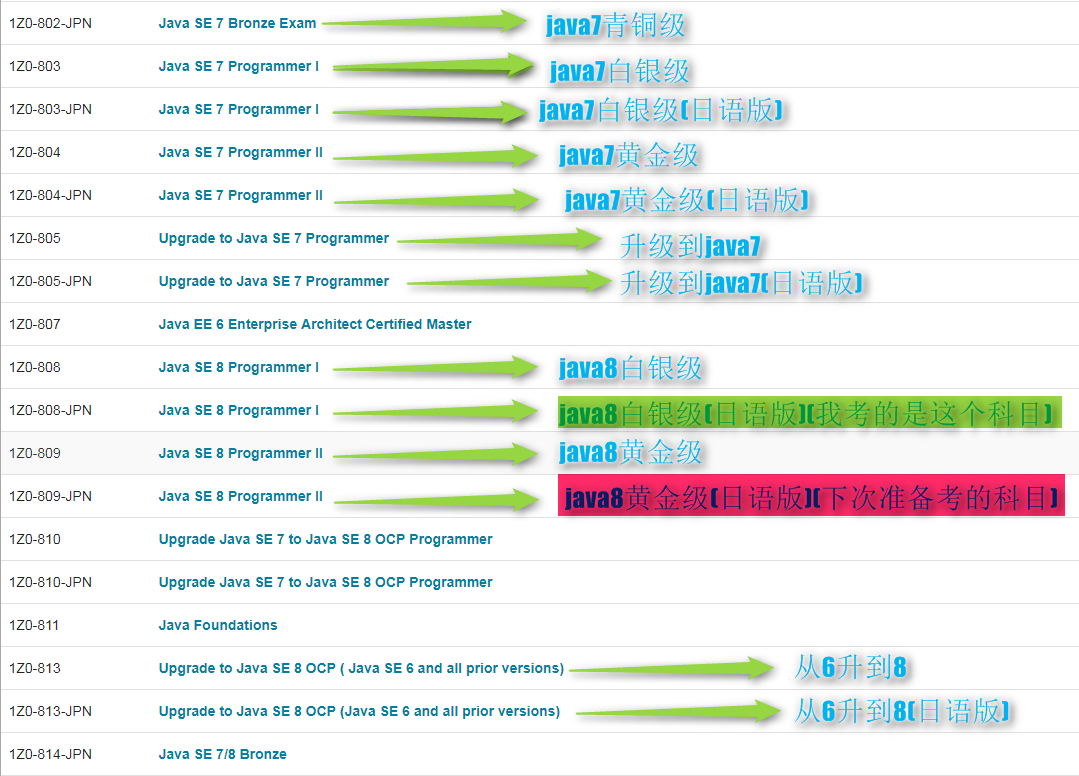 1Z0-802-JPN Java SE 7 Bronze Exam java7青铜级
1Z0-803 Java SE 7 Programmer I java7白银级
1Z0-803-JPN Java SE 7 Programmer I java7白银级(日语版)
1Z0-804 Java SE 7 Programmer II java7黄金级
1Z0-804-JPN Java SE 7 Programmer II java7黄金级(日语版)
1Z0-805 Upgrade to Java SE 7 Programmer 升级到java7
1Z0-805-JPN Upgrade to Java SE 7 Programmer 升级到java7(日语版)
1Z0-807 Java EE 6 Enterprise Architect Certified Master
1Z0-808 Java SE 8 Programmer I java8白银级
1Z0-808-JPN Java SE 8 Programmer I java8白银级(日语版)(我考的是这个科目)
1Z0-809 Java SE 8 Programmer II java8黄金级
1Z0-809-JPN Java SE 8 Programmer II java8黄金级(日语版)(下次准备考的科目)
1Z0-810 Upgrade Java SE 7 to Java SE 8 OCP Programmer
1Z0-810-JPN Upgrade Java SE 7 to Java SE 8 OCP Programmer
1Z0-811 Java Foundations
1Z0-813 Upgrade to Java SE 8 OCP ( Java SE 6 and all prior versions) 从6升到8
1Z0-813-JPN Upgrade to Java SE 8 OCP (Java SE 6 and all prior versions) 从6升到8(日语版)
1Z0-814-JPN Java SE 7/8 Bronze